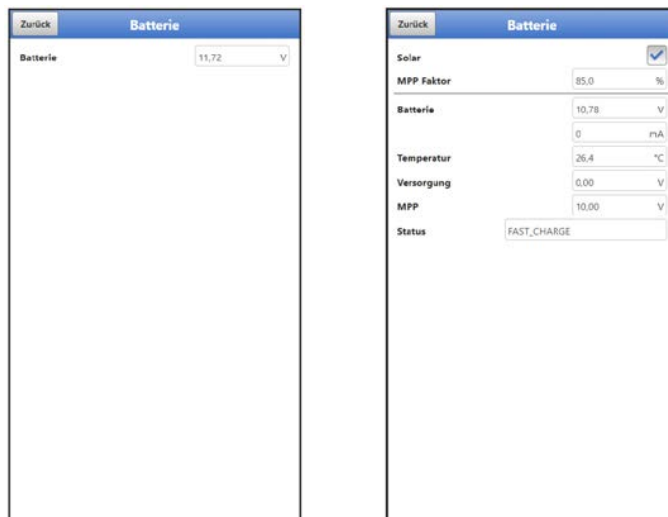 Zurück Batterie
Batterie 11,72 V
Zurück Batterie
Solar
MPP Faktor 85,0 %
Batterie 10,78 V
0 mA
Temperatur 26,4 °C
Versorgung 0,00 V
MPP 10,00 V
Status FAST_CHARGE